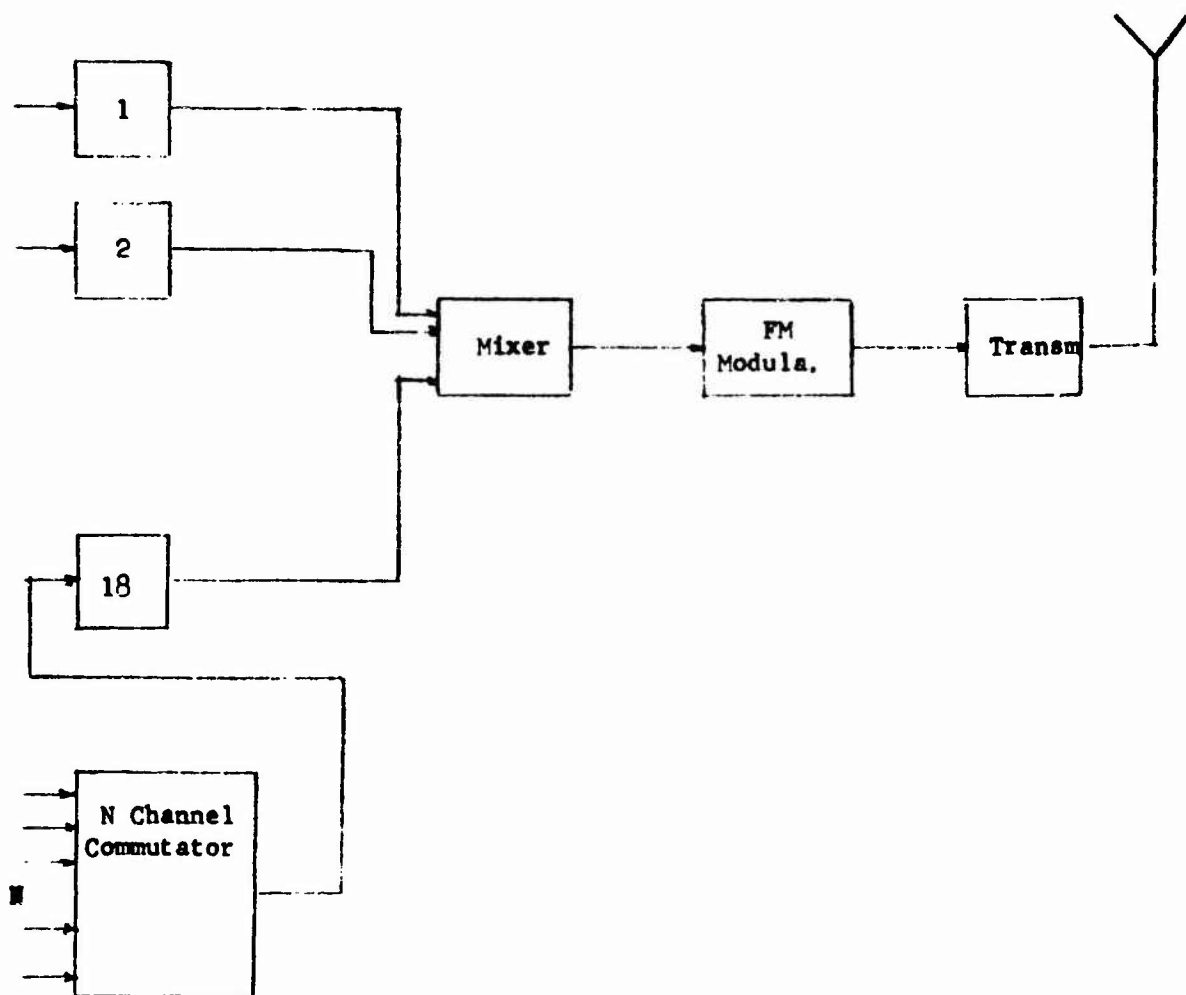 1
2
Mixer
FM
Modula.
Transm
18
N Channel
Commutator
N